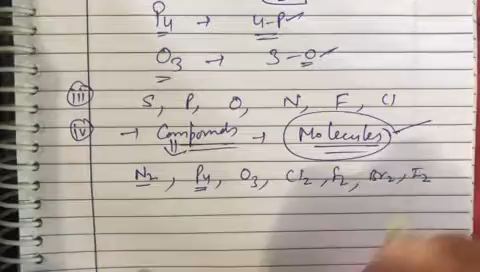 P4 → 4-P
O3 → 3-O
iii S, P, O, N, F, Cl
iv → Compounds → Molecules
N2, P4, O3, Cl2, F2, Br2, I2